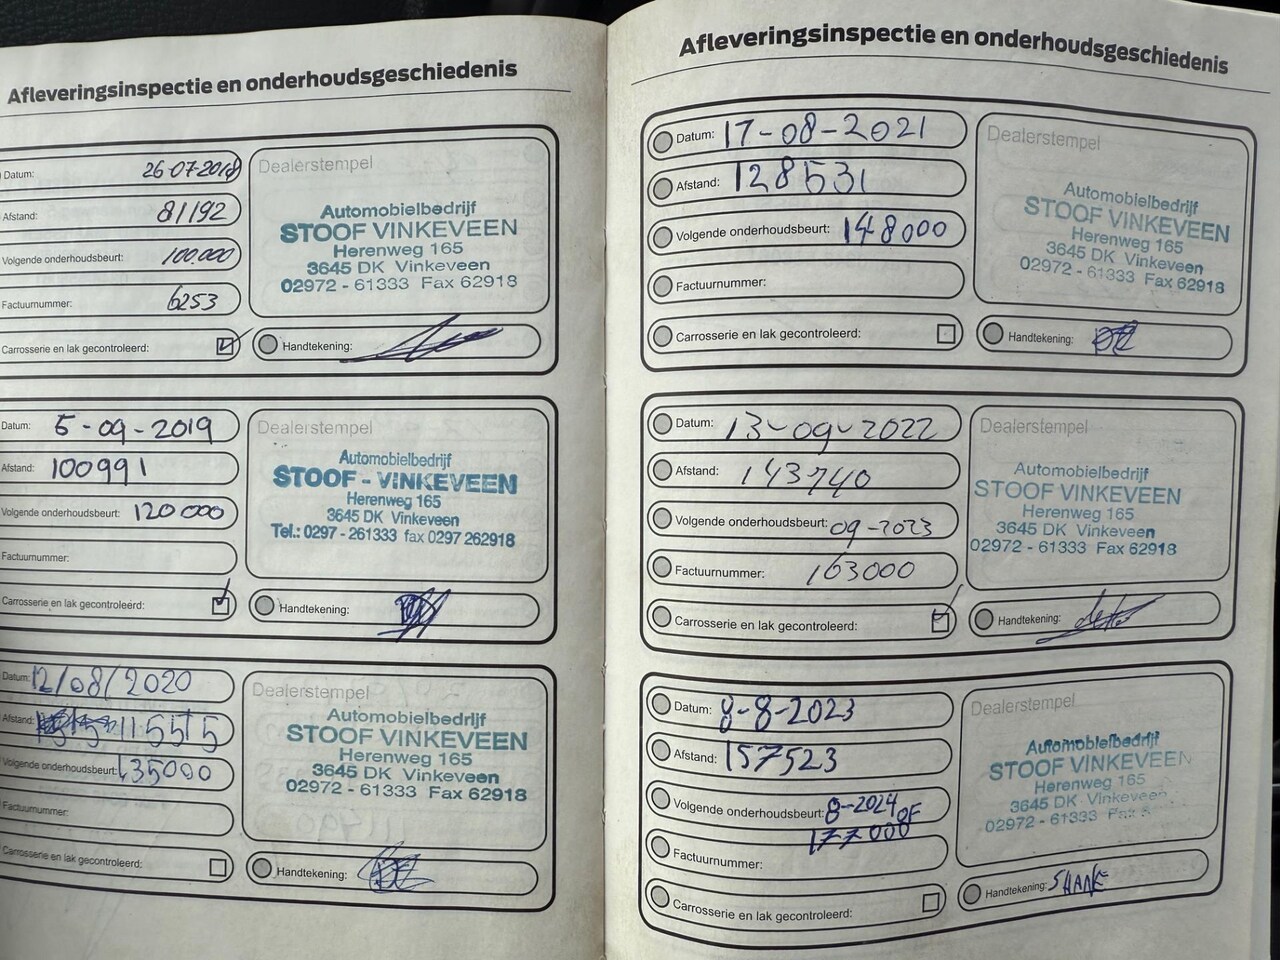 Afleveringsinspectie en onderhoudsgeschiedenis
Datum: 26-07-2018
Afstand: 81192
Volgende onderhoudsbeurt: 100.000
Factuurnummer: 6253
Carrosserie en lak gecontroleerd:
Dealerstempel
Automobielbedrijf
STOOF VINKEVEEN
Herenweg 165
3645 DK Vinkeveen
02972 - 61333 Fax 62918
Handtekening:
Datum: 5-09-2019
Afstand: 100991
Volgende onderhoudsbeurt: 120000
Factuurnummer:
Carrosserie en lak gecontroleerd:
Dealerstempel
Automobielbedrijf
STOOF - VINKEVEEN
Herenweg 165
3645 DK Vinkeveen
Tel.: 0297 - 261333 fax 0297 262918
Handtekening:
Datum: 12/08/2020
Afstand: 115515
Volgende onderhoudsbeurt: 135000
Factuurnummer:
Carrosserie en lak gecontroleerd:
Dealerstempel
Automobielbedrijf
STOOF VINKEVEEN
Herenweg 165
3645 DK Vinkeveen
02972 - 61333 Fax 62918
Handtekening:
Afleveringsinspectie en onderhoudsgeschiedenis
Datum: 17-08-2021
Afstand: 128531
Volgende onderhoudsbeurt: 148000
Factuurnummer:
Carrosserie en lak gecontroleerd:
Dealerstempel
Automobielbedrijf
STOOF VINKEVEEN
Herenweg 165
3645 DK Vinkeveen
02972 - 61333 Fax 62918
Handtekening:
Datum: 13-09-2022
Afstand: 143740
Volgende onderhoudsbeurt: 09-2023
Factuurnummer: 163000
Carrosserie en lak gecontroleerd:
Dealerstempel
Automobielbedrijf
STOOF VINKEVEEN
Herenweg 165
3645 DK Vinkeveen
02972 - 61333 Fax 62918
Handtekening:
Datum: 8-8-2023
Afstand: 157523
Volgende onderhoudsbeurt: 8-2024 OF
177000
Factuurnummer:
Carrosserie en lak gecontroleerd:
Dealerstempel
Automobielbedrijf
STOOF VINKEVEEN
Herenweg 165
3645 DK Vinkeveen
02972 - 61333 Fax
Handtekening: